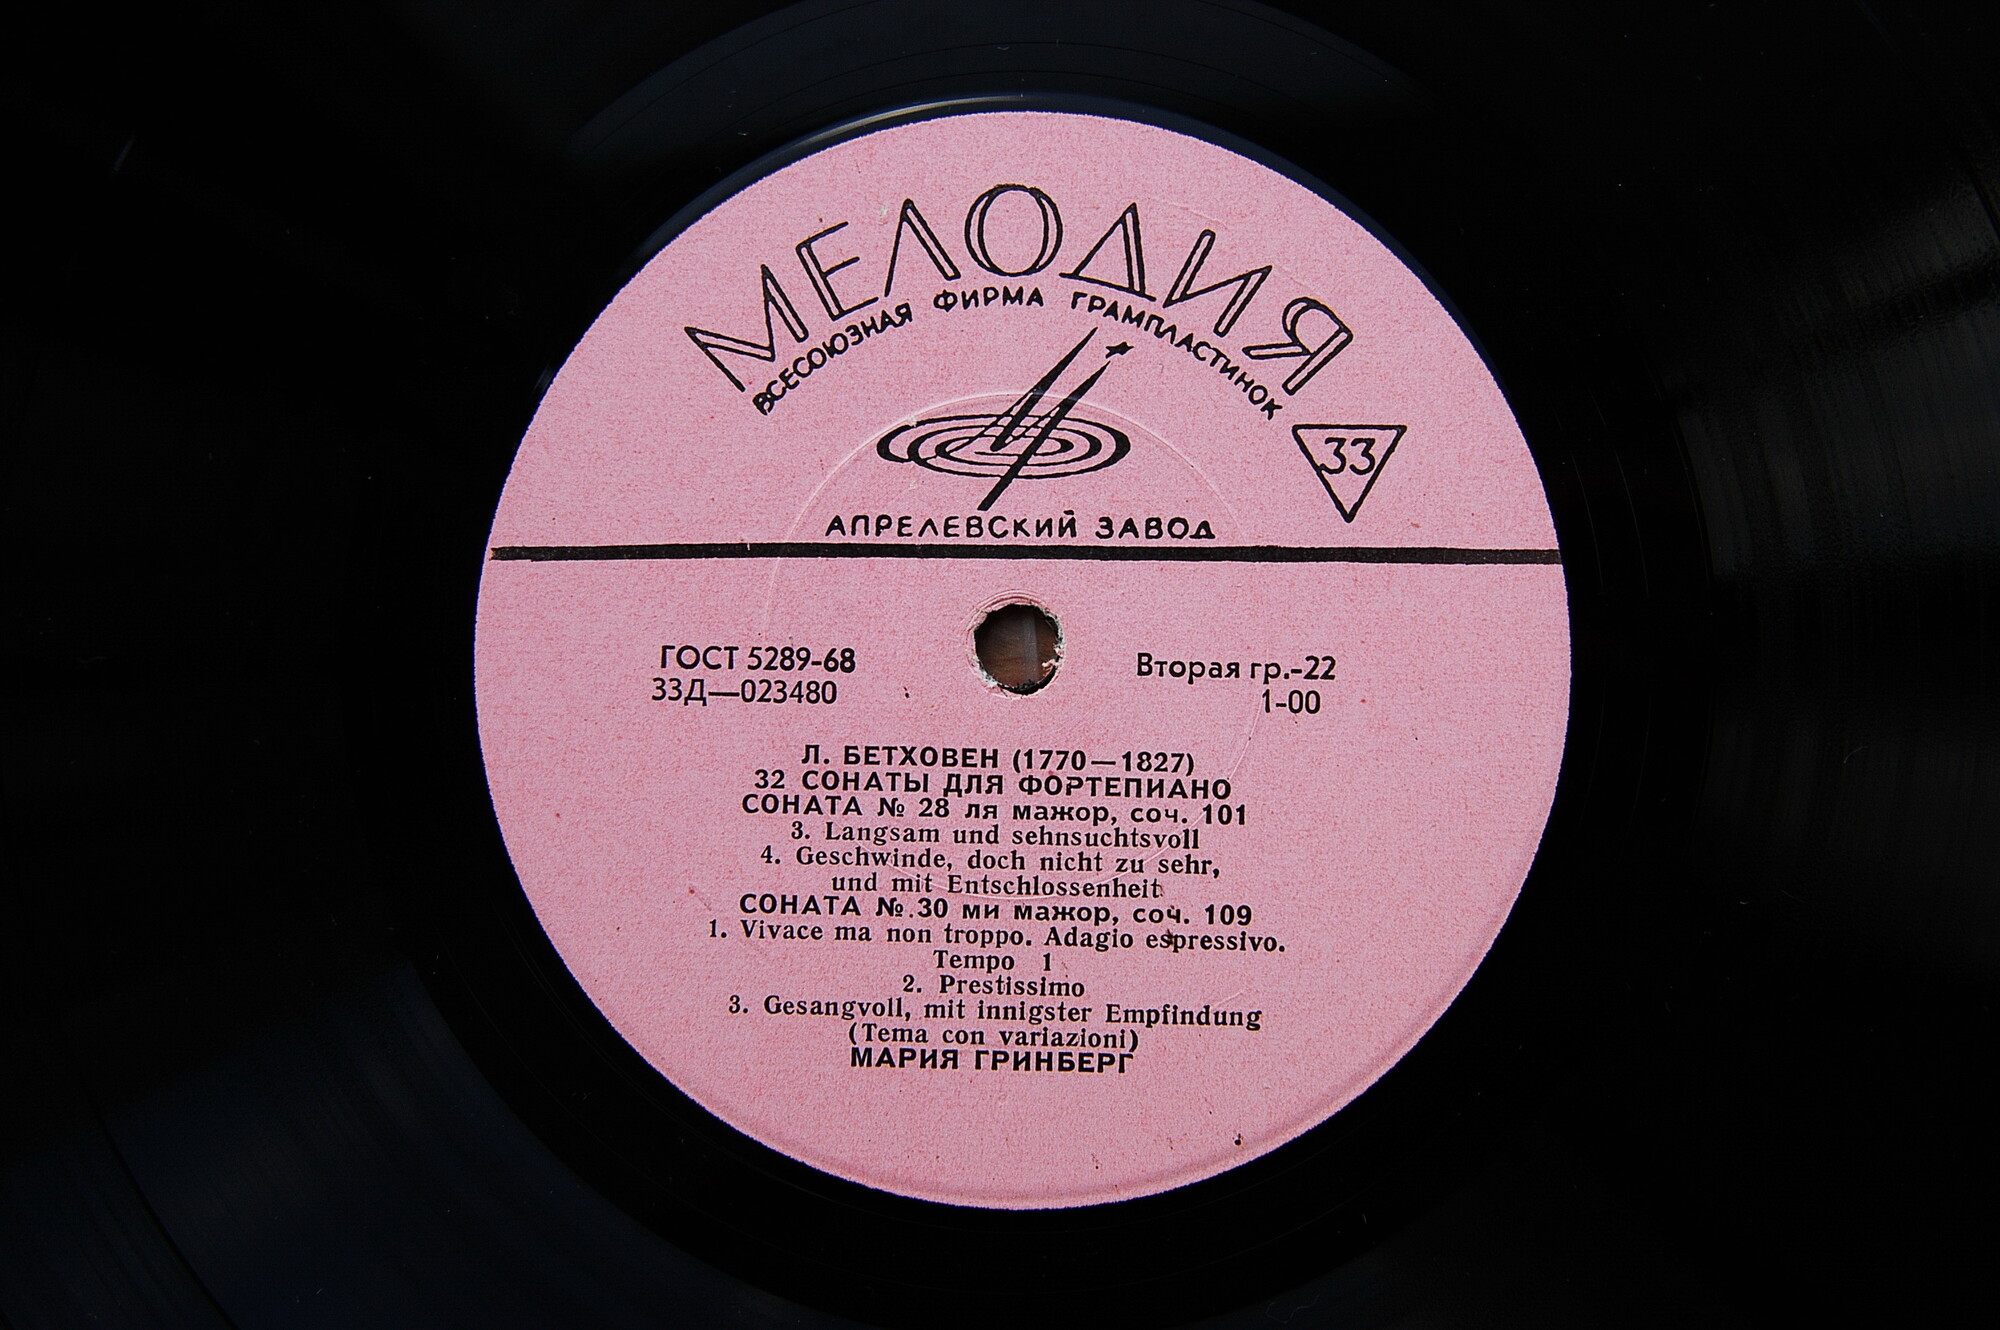 МЕЛОДИЯ
ВСЕСОЮЗНАЯ ФИРМА ГРАМПЛАСТИНОК
33
АПРЕЛЕВСКИЙ ЗАВОД
ГОСТ 5289-68
33Д—023480
Вторая гр.-22
1-00
Л. БЕТХОВЕН (1770—1827)
32 СОНАТЫ ДЛЯ ФОРТЕПИАНО
СОНАТА № 28 ля мажор, соч. 101
3. Langsam und sehnsuchtsvoll
4. Geschwinde, doch nicht zu sehr,
und mit Entschlossenheit
СОНАТА № 30 ми мажор, соч. 109
1. Vivace ma non troppo. Adagio espressivo.
Tempo 1
2. Prestissimo
3. Gesangvoll, mit innigster Empfindung
(Tema con variazioni)
МАРИЯ ГРИНБЕРГ